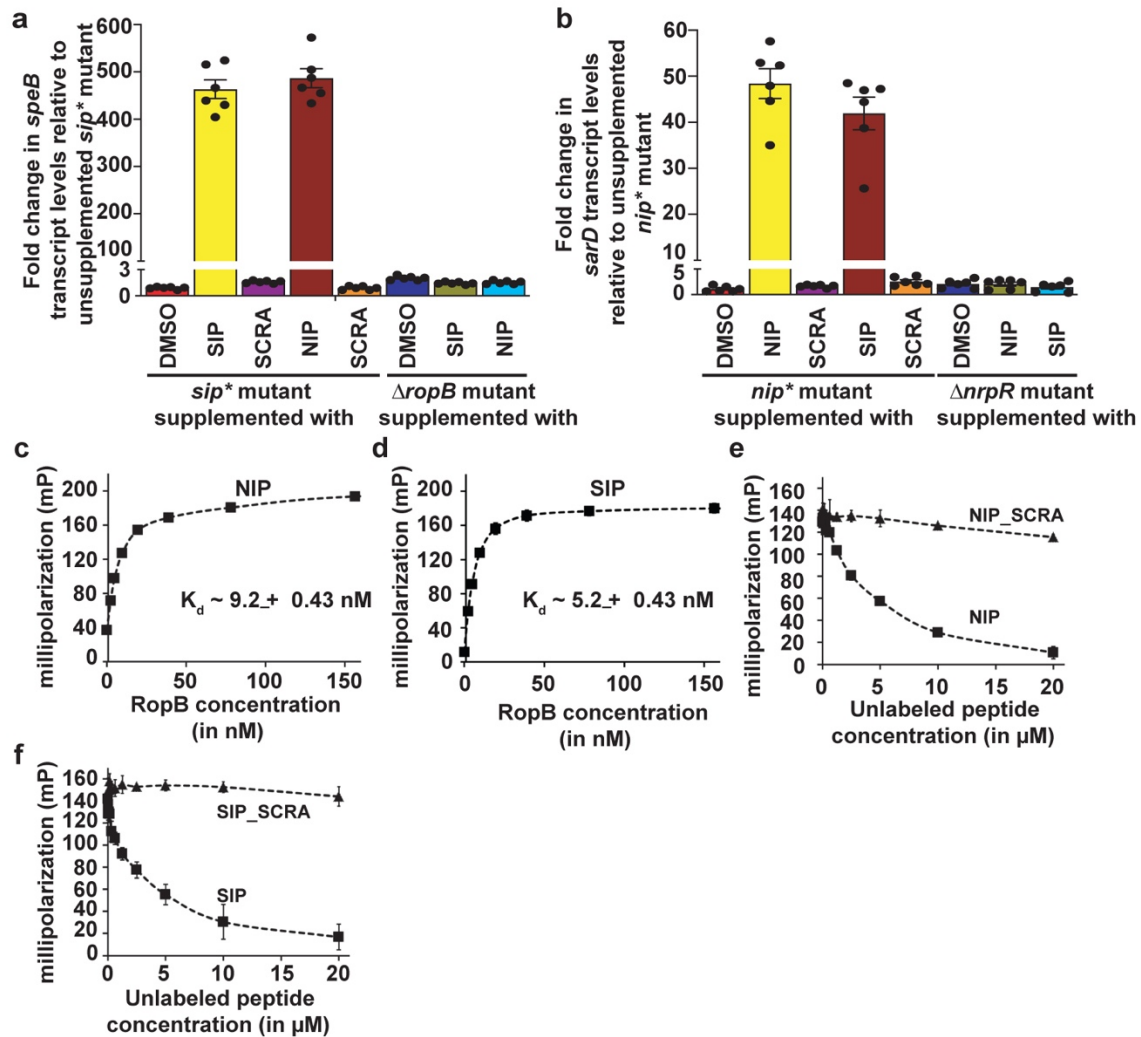 a
Fold change in speB
transcript levels relative to
unsupplemented sip* mutant
600
500
400
300
200
100
3
0
DMSO
SIP
SCRA
NIP
SCRA
DMSO
SIP
NIP
sip* mutant
supplemented with
ΔropB mutant
supplemented with
b
Fold change in
sarD transcript levels
relative to unsupplemented
nip* mutant
60
50
40
30
20
10
5
0
DMSO
NIP
SCRA
SIP
SCRA
DMSO
NIP
SIP
nip* mutant
supplemented with
ΔnrpR mutant
supplemented with
c
millipolarization (mP)
200
160
120
80
40
0
NIP
Kd ~ 9.2_+ 0.43 nM
0
50
100
150
RopB concentration
(in nM)
d
millipolarization (mP)
200
160
120
80
40
0
SIP
Kd ~ 5.2_+ 0.43 nM
0
50
100
150
RopB concentration
(in nM)
e
millipolarization (mP)
160
140
120
100
80
60
40
20
0
NIP_SCRA
NIP
0
5
10
15
20
Unlabeled peptide
concentration (in µM)
f
millipolarization (mP)
160
140
120
100
80
60
40
20
0
SIP_SCRA
SIP
0
5
10
15
20
Unlabeled peptide
concentration (in µM)